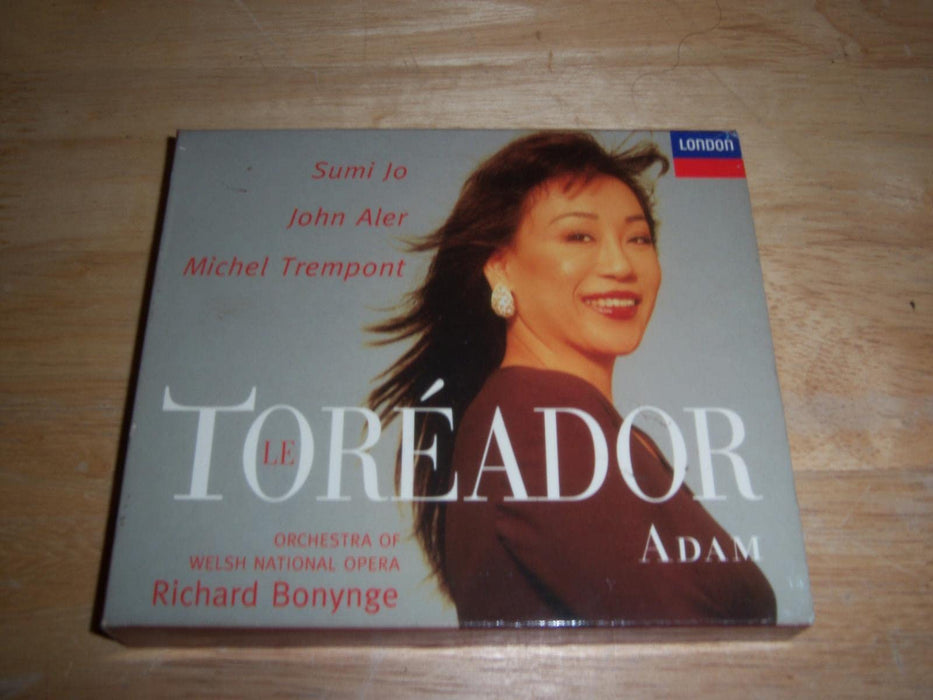 LONDON
Sumi Jo
John Aler
Michel Trempont
LE
TORÉADOR
ADAM
ORCHESTRA OF
WELSH NATIONAL OPERA
Richard Bonynge